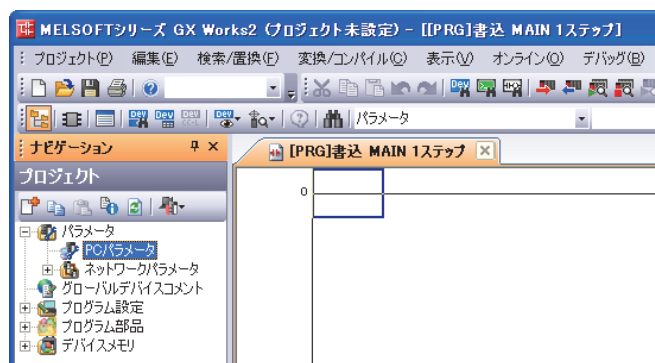 MELSOFTシリーズ GX Works2 (プロジェクト未設定) - [[PRG]書込 MAIN 1ステップ]
プロジェクト(P) 編集(E) 検索/置換(F) 変換/コンパイル(C) 表示(V) オンライン(O) デバッグ(B)
パラメータ
ナビゲーション
[PRG]書込 MAIN 1ステップ
プロジェクト
0
パラメータ
PCパラメータ
ネットワークパラメータ
グローバルデバイスコメント
プログラム設定
プログラム部品
デバイスメモリ